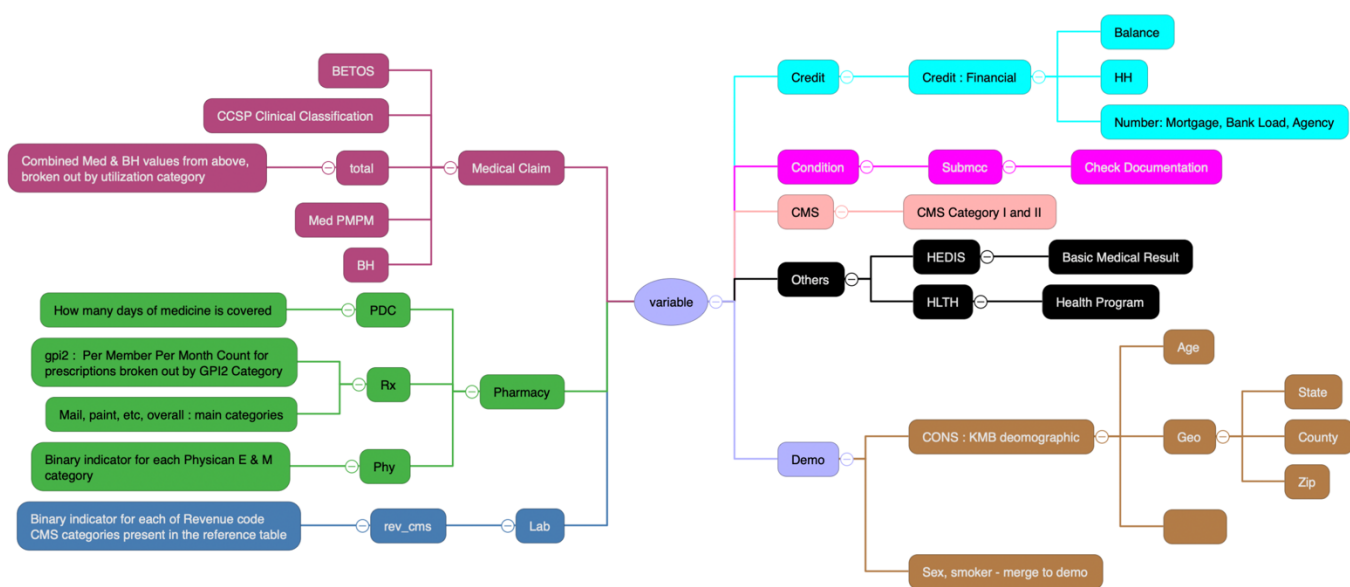 BETOS
CCSP Clinical Classification
Combined Med & BH values from above,
broken out by utilization category
total
Medical Claim
Med PMPM
BH
How many days of medicine is covered
PDC
gpi2 : Per Member Per Month Count for
prescriptions broken out by GPI2 Category
Rx
Mail, paint, etc, overall : main categories
Pharmacy
Binary indicator for each Physican E & M
category
Phy
Binary indicator for each of Revenue code
CMS categories present in the reference table
rev_cms
Lab
variable
Credit
Credit : Financial
Balance
HH
Number: Mortgage, Bank Load, Agency
Condition
Submcc
Check Documentation
CMS
CMS Category I and II
Others
HEDIS
Basic Medical Result
HLTH
Health Program
Demo
CONS : KMB deomographic
Age
Geo
State
County
Zip
Sex, smoker - merge to demo